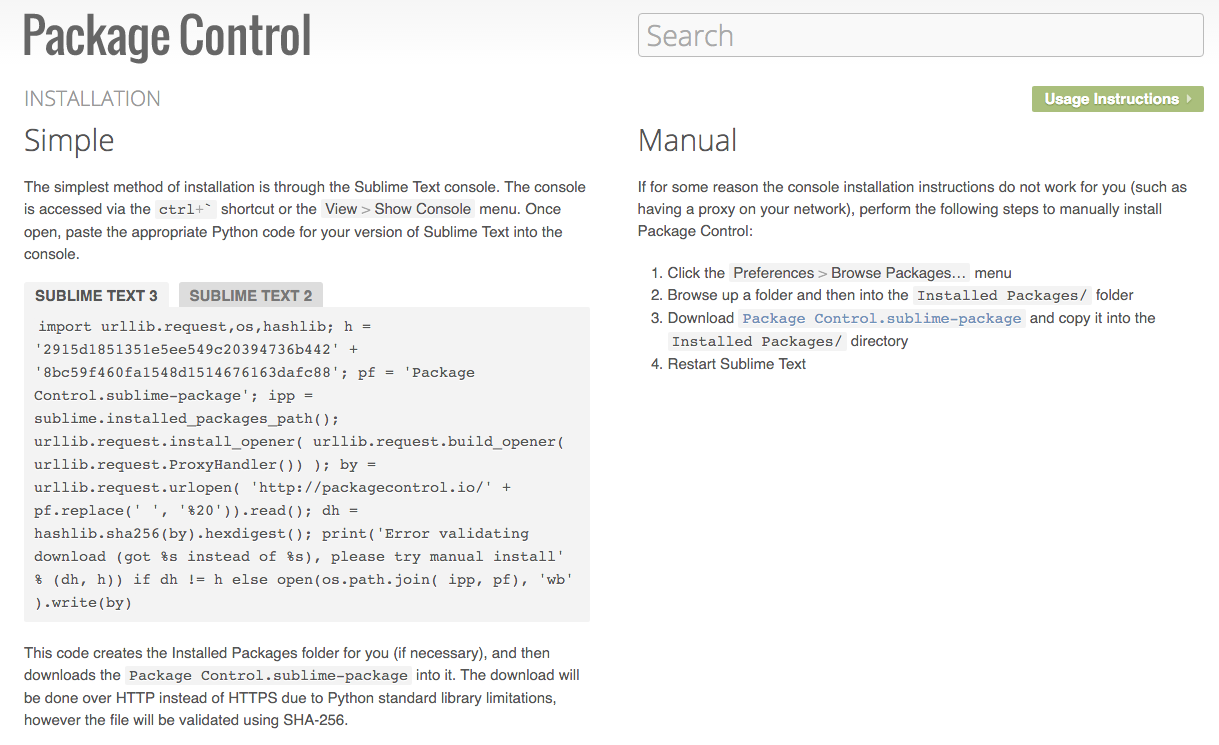 Package Control
Search
INSTALLATION
Usage Instructions
Simple
The simplest method of installation is through the Sublime Text console. The console
is accessed via the ctrl+` shortcut or the View > Show Console menu. Once
open, paste the appropriate Python code for your version of Sublime Text into the
console.
SUBLIME TEXT 3
SUBLIME TEXT 2
import urllib.request,os,hashlib; h =
'2915d1851351e5ee549c20394736b442' +
'8bc59f460fa1548d1514676163dafc88'; pf = 'Package
Control.sublime-package'; ipp =
sublime.installed_packages_path();
urllib.request.install_opener( urllib.request.build_opener(
urllib.request.ProxyHandler()) ); by =
urllib.request.urlopen( 'http://packagecontrol.io/' +
pf.replace(' ', '%20')).read(); dh =
hashlib.sha256(by).hexdigest(); print('Error validating
download (got %s instead of %s), please try manual install'
% (dh, h)) if dh != h else open(os.path.join( ipp, pf), 'wb'
).write(by)
This code creates the Installed Packages folder for you (if necessary), and then
downloads the Package Control.sublime-package into it. The download will
be done over HTTP instead of HTTPS due to Python standard library limitations,
however the file will be validated using SHA-256.
Manual
If for some reason the console installation instructions do not work for you (such as
having a proxy on your network), perform the following steps to manually install
Package Control:
1. Click the Preferences > Browse Packages… menu
2. Browse up a folder and then into the Installed Packages/ folder
3. Download Package Control.sublime-package and copy it into the
Installed Packages/ directory
4. Restart Sublime Text